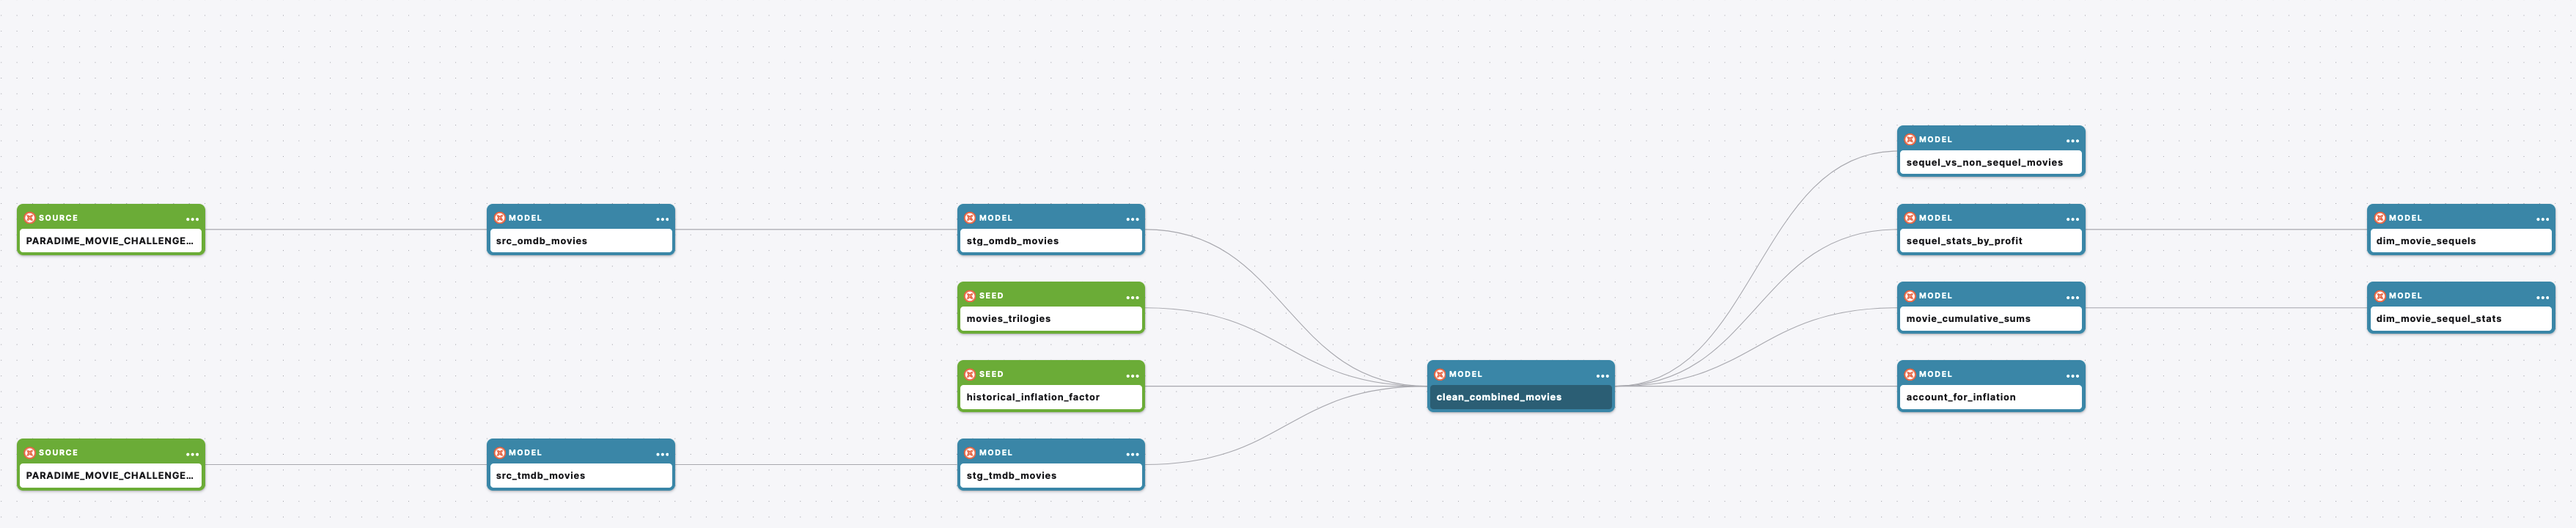 MODEL
sequel_vs_non_sequel_movies
SOURCE
PARADIME_MOVIE_CHALLENGE...
MODEL
src_omdb_movies
MODEL
stg_omdb_movies
MODEL
sequel_stats_by_profit
MODEL
dim_movie_sequels
SEED
movies_trilogies
MODEL
movie_cumulative_sums
MODEL
dim_movie_sequel_stats
SEED
historical_inflation_factor
MODEL
clean_combined_movies
MODEL
account_for_inflation
SOURCE
PARADIME_MOVIE_CHALLENGE...
MODEL
src_tmdb_movies
MODEL
stg_tmdb_movies